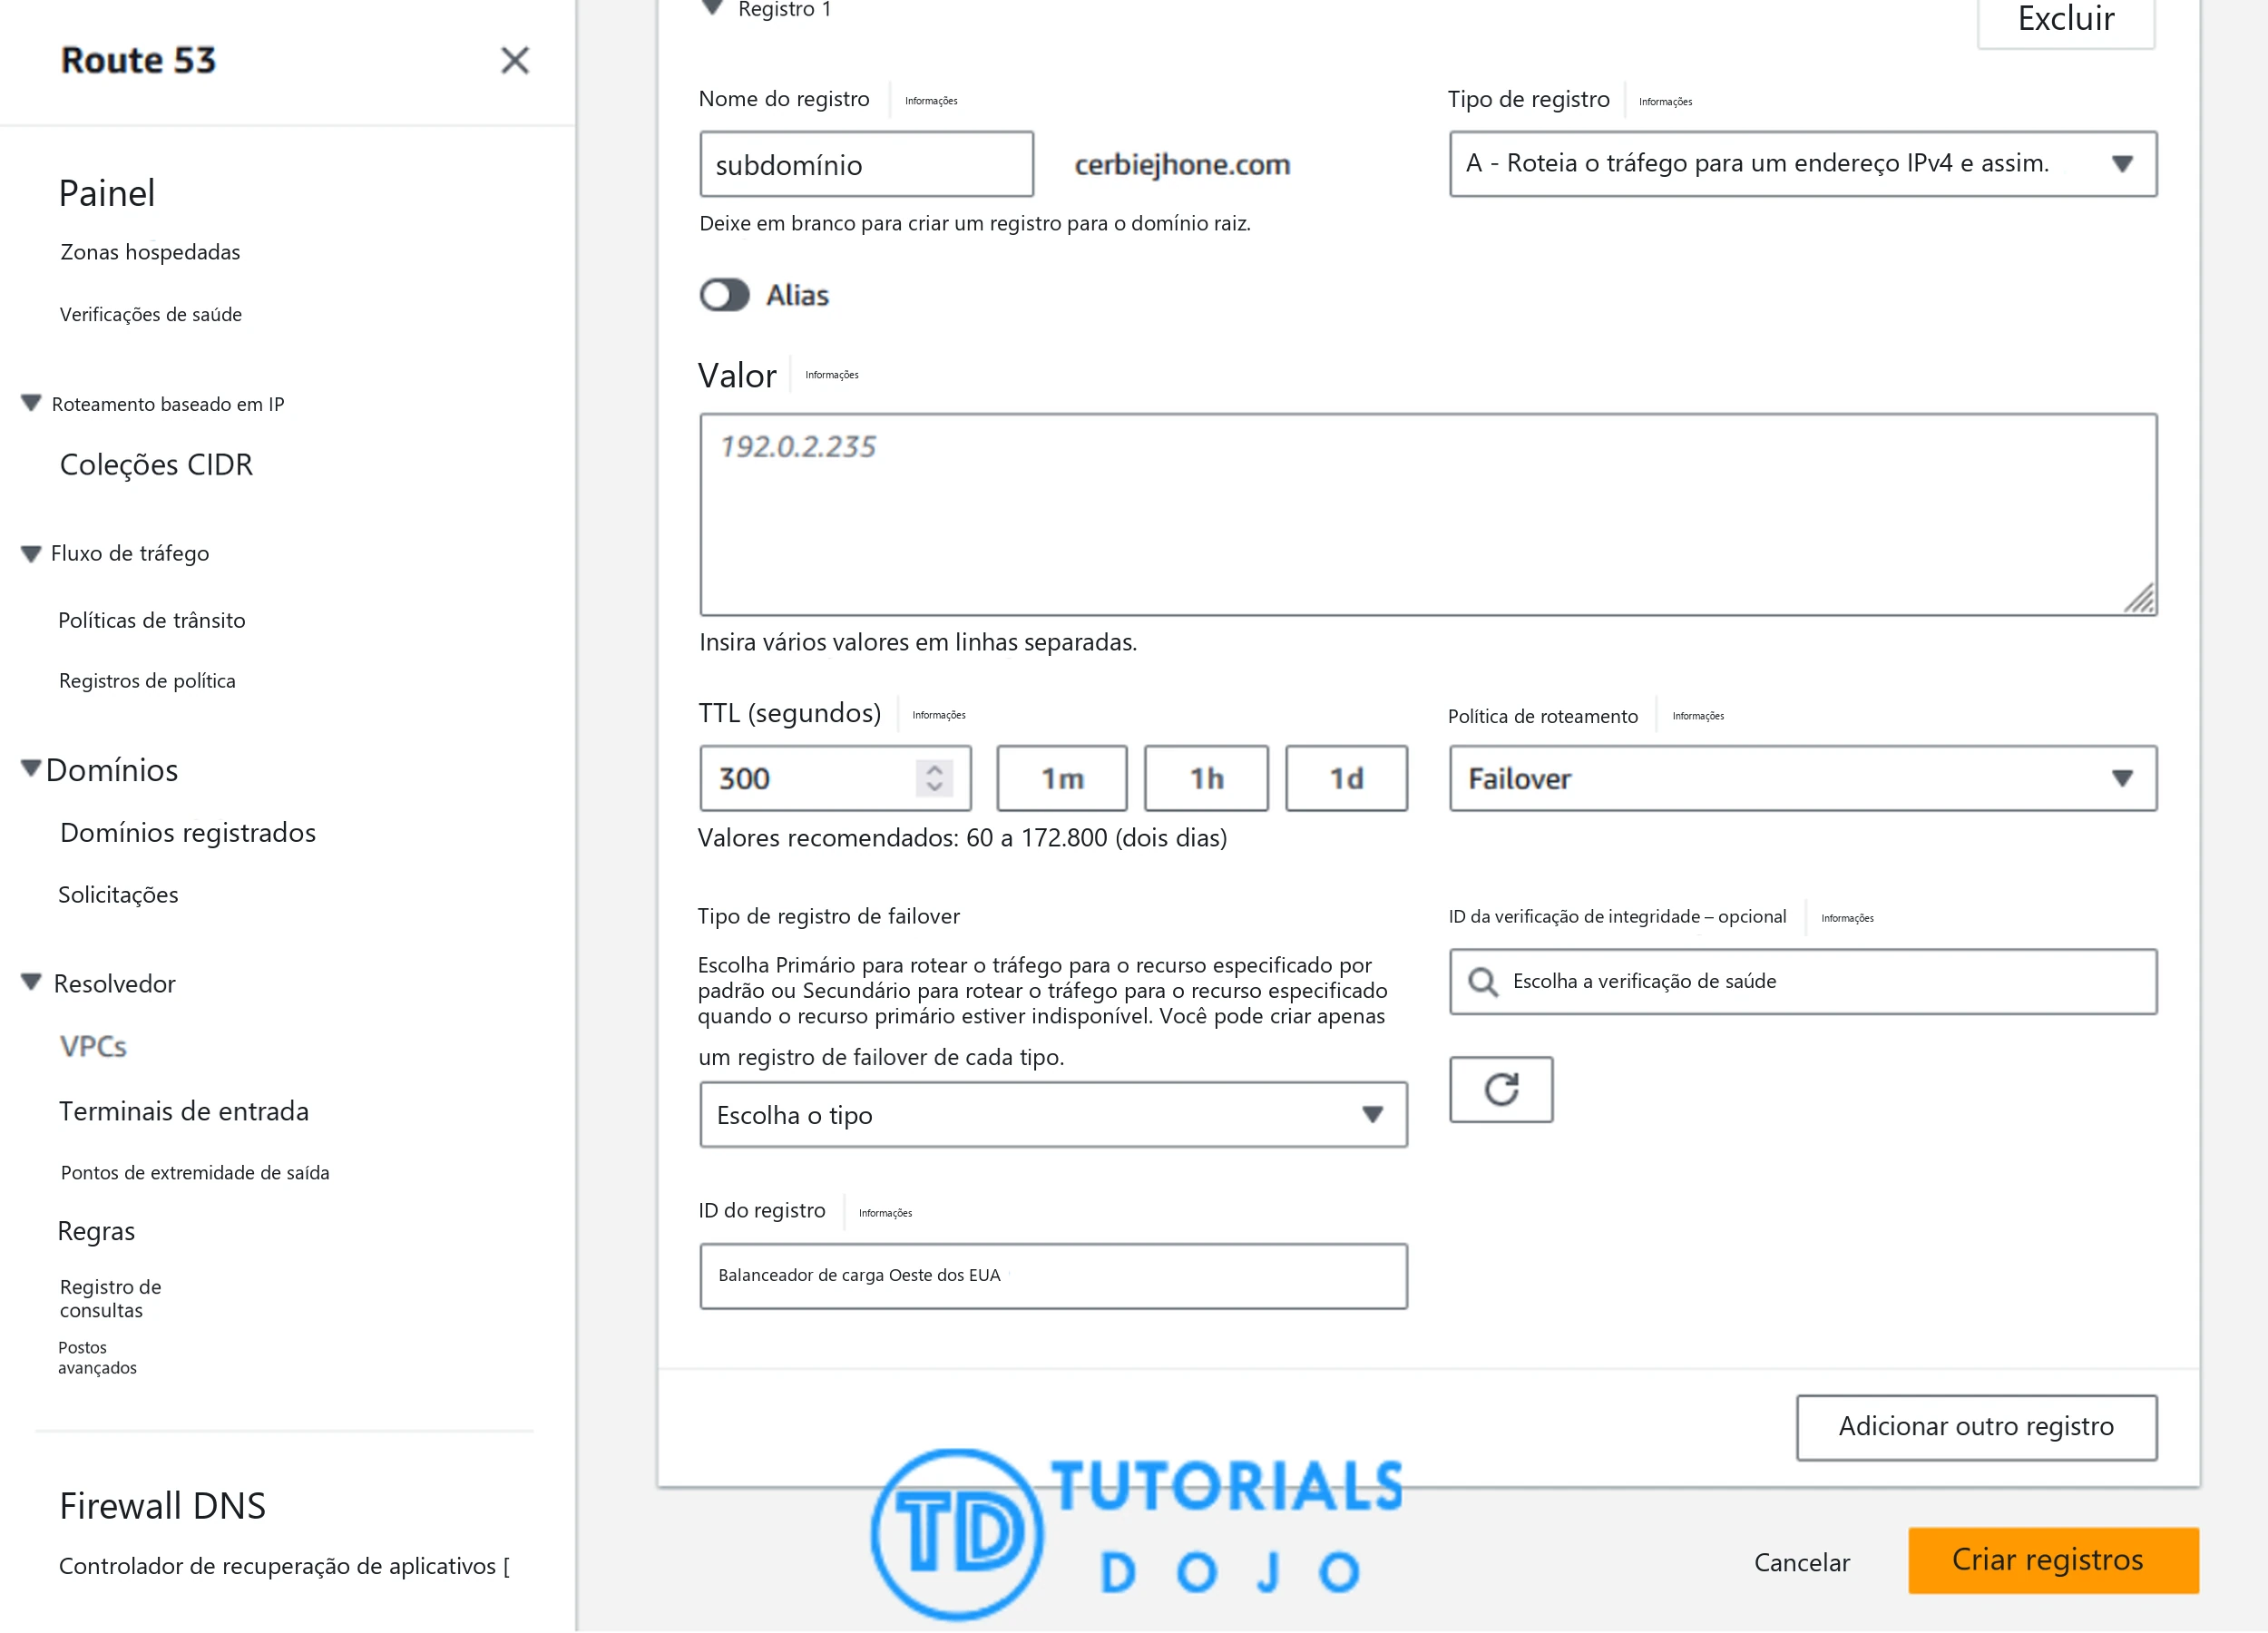 Route 53
Painel
Zonas hospedadas
Verificações de saúde
Roteamento baseado em IP
Coleções CIDR
Fluxo de tráfego
Políticas de trânsito
Registros de política
Domínios
Domínios registrados
Solicitações
Resolvedor
VPCs
Terminais de entrada
Pontos de extremidade de saída
Regras
Registro de
consultas
Postos
avançados
Firewall DNS
Controlador de recuperação de aplicativos [
Registro 1
Excluir
Nome do registro Informações
Tipo de registro Informações
subdomínio cerbiejhone.com
A - Roteia o tráfego para um endereço IPv4 e assim.
Deixe em branco para criar um registro para o domínio raiz.
Alias
Valor Informações
192.0.2.235
Insira vários valores em linhas separadas.
TTL (segundos) Informações
Política de roteamento Informações
300 1m 1h 1d
Failover
Valores recomendados: 60 a 172.800 (dois dias)
Tipo de registro de failover
Escolha Primário para rotear o tráfego para o recurso especificado por
padrão ou Secundário para rotear o tráfego para o recurso especificado
quando o recurso primário estiver indisponível. Você pode criar apenas
um registro de failover de cada tipo.
Escolha o tipo
ID da verificação de integridade – opcional Informações
Escolha a verificação de saúde
ID do registro Informações
Balanceador de carga Oeste dos EUA
Adicionar outro registro
TD TUTORIALS
DOJO
Cancelar
Criar registros